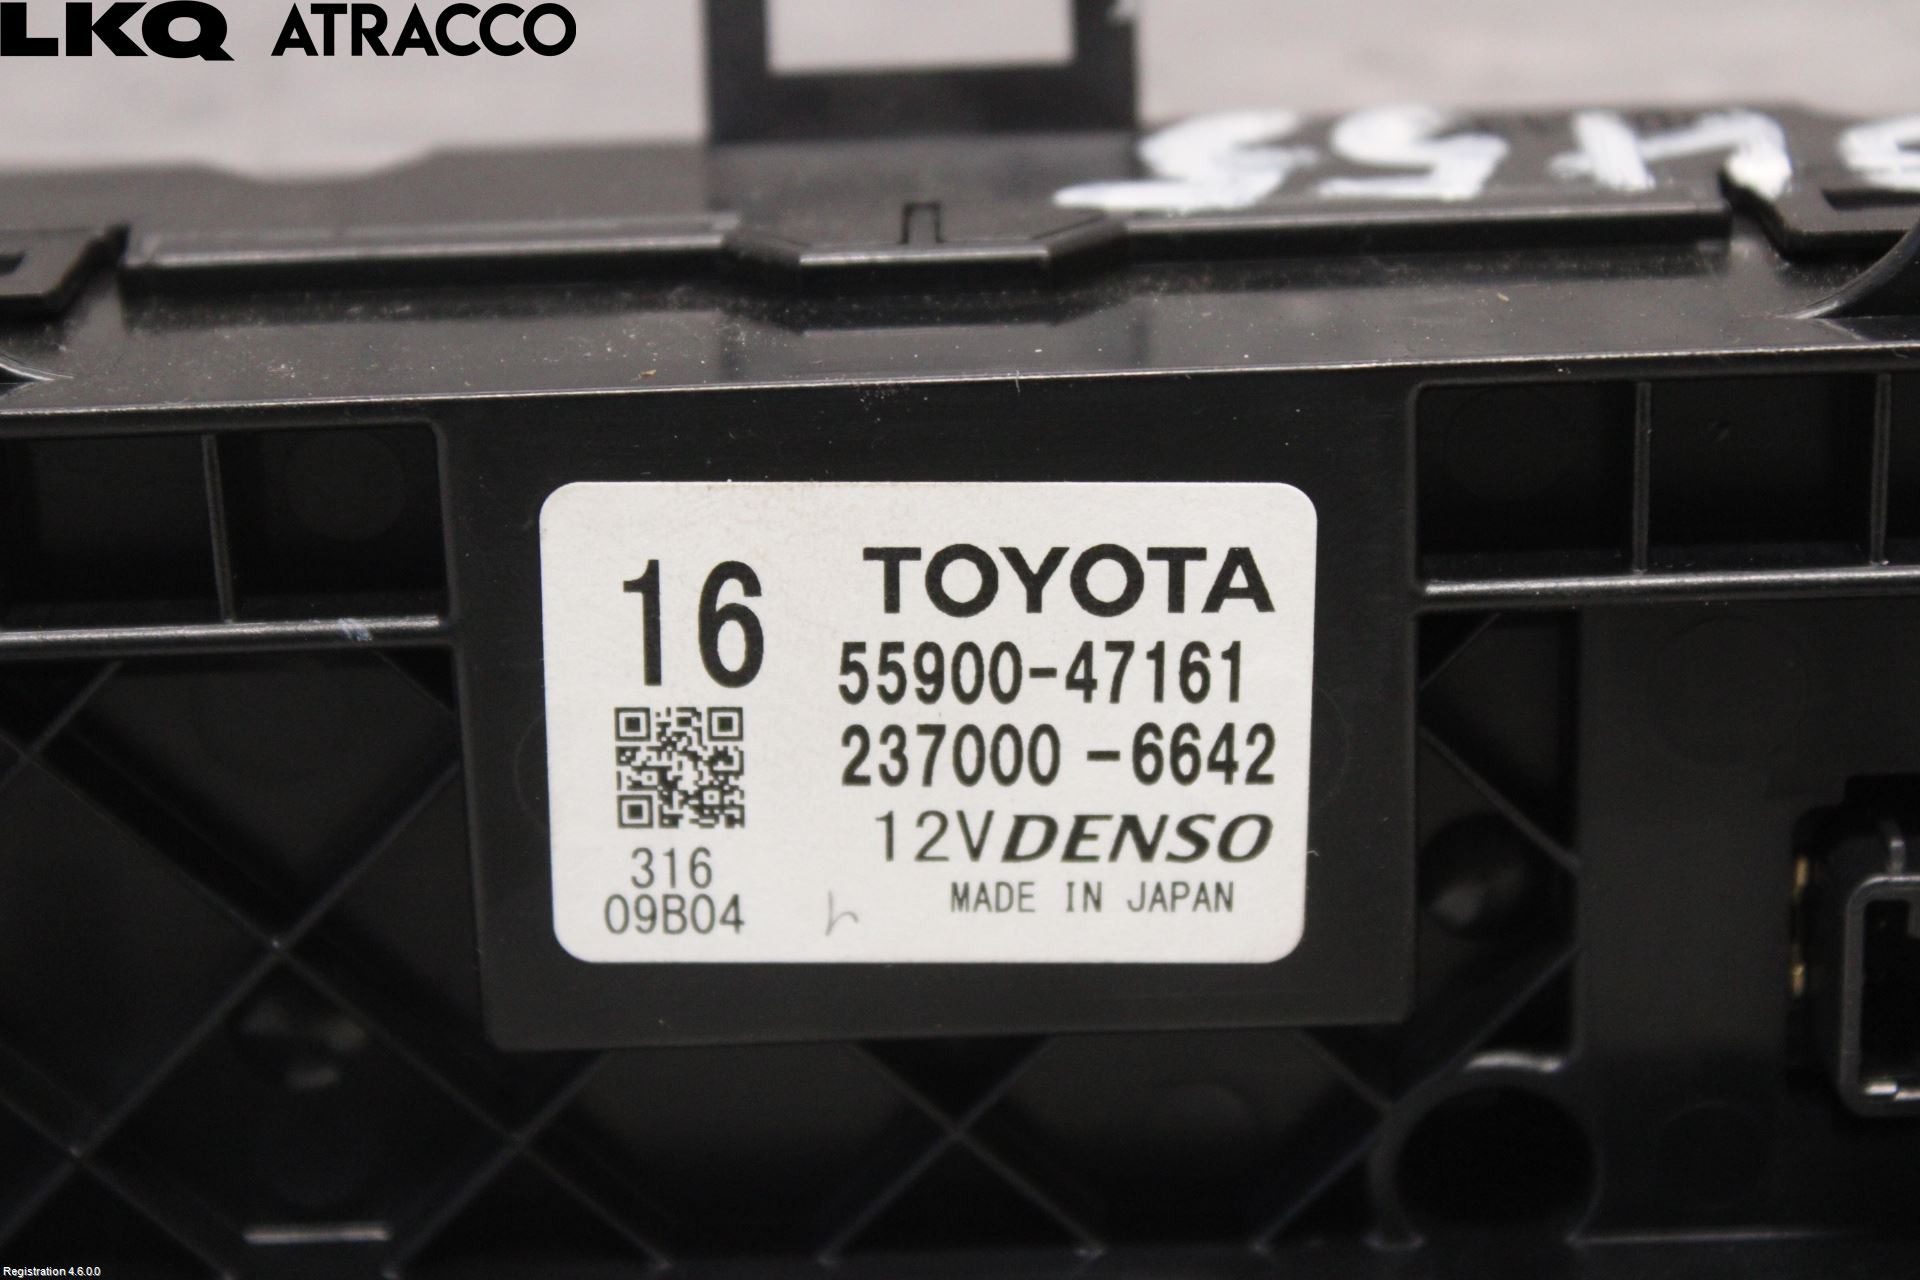 LKQ ATRACCO
TOYOTA
16
55900-47161
237000-6642
12V DENSO
MADE IN JAPAN
316
09B04
Registration 4.6.0.0